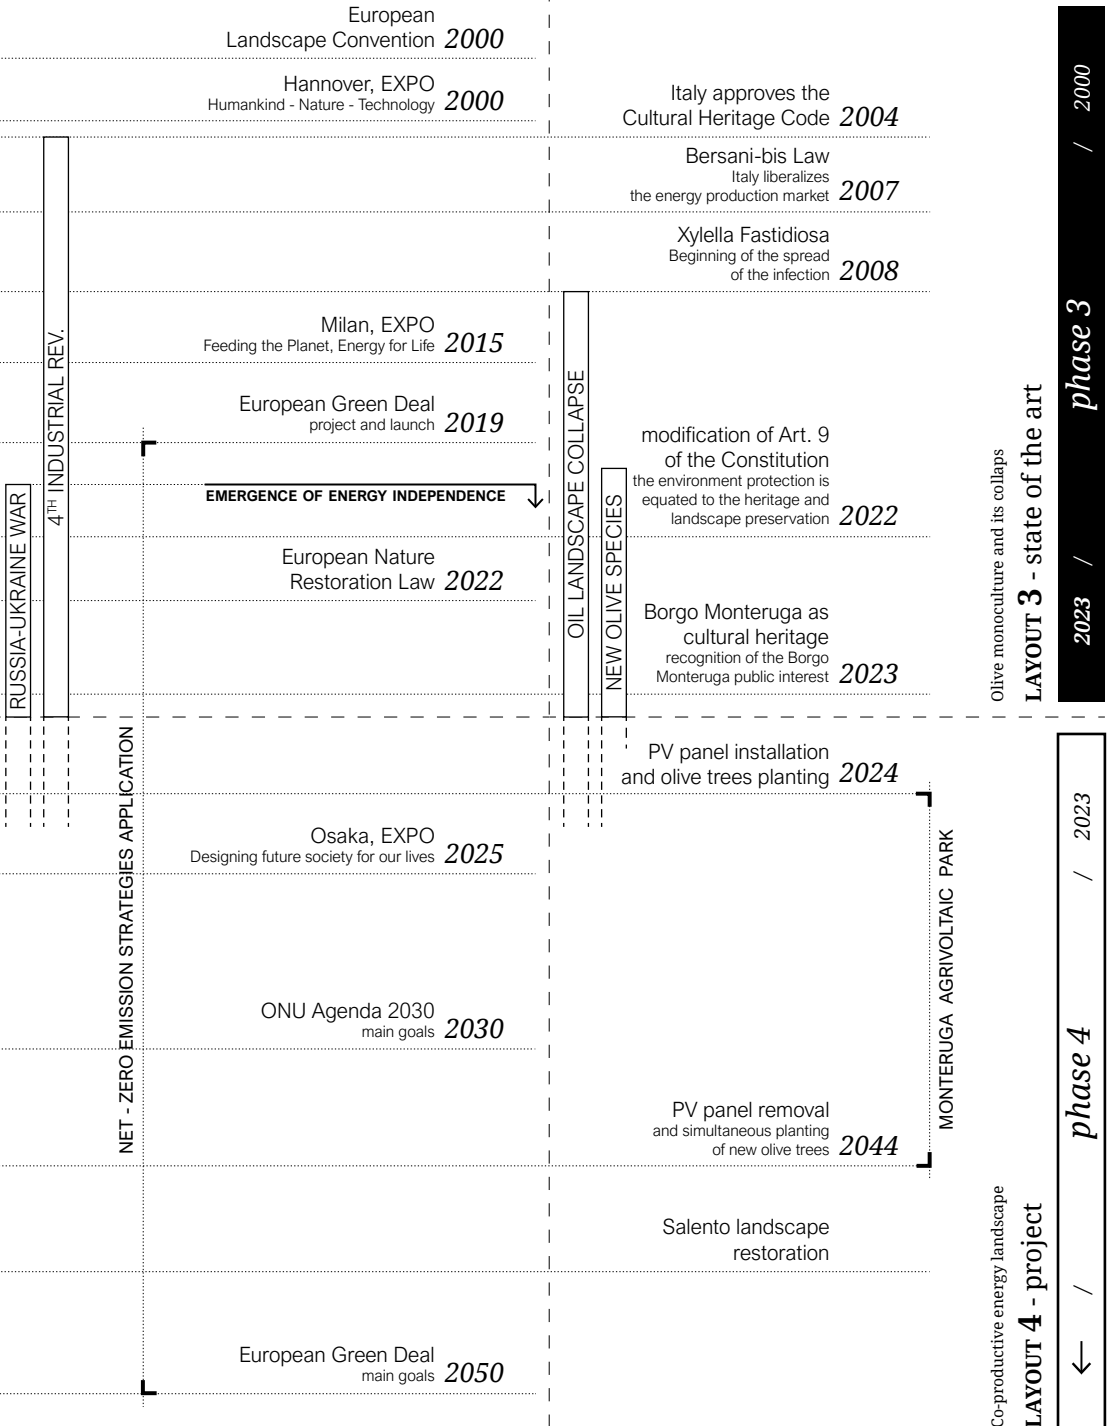 European
Landscape Convention 2000
Hannover, EXPO
Humankind - Nature - Technology 2000
Italy approves the
Cultural Heritage Code 2004
Bersani-bis Law
Italy liberalizes
the energy production market 2007
Xylella Fastidiosa
Beginning of the spread
of the infection 2008
Milan, EXPO
Feeding the Planet, Energy for Life 2015
European Green Deal
project and launch 2019
EMERGENCE OF ENERGY INDEPENDENCE
modification of Art. 9
of the Constitution
the environment protection is
equated to the heritage and
landscape preservation 2022
European Nature
Restoration Law 2022
Borgo Monteruga as
cultural heritage
recognition of the Borgo
Monteruga public interest 2023
RUSSIA-UKRAINE WAR
4TH INDUSTRIAL REV.
OIL LANDSCAPE COLLAPSE
NEW OLIVE SPECIES
Olive monoculture and its collaps
LAYOUT 3 - state of the art
2023 / phase 3 / 2000
PV panel installation
and olive trees planting 2024
Osaka, EXPO
Designing future society for our lives 2025
ONU Agenda 2030
main goals 2030
PV panel removal
and simultaneous planting
of new olive trees 2044
Salento landscape
restoration
European Green Deal
main goals 2050
NET - ZERO EMISSION STRATEGIES APPLICATION
MONTERUGA AGRIVOLTAIC PARK
Co-productive energy landscape
LAYOUT 4 - project
/ phase 4 / 2023